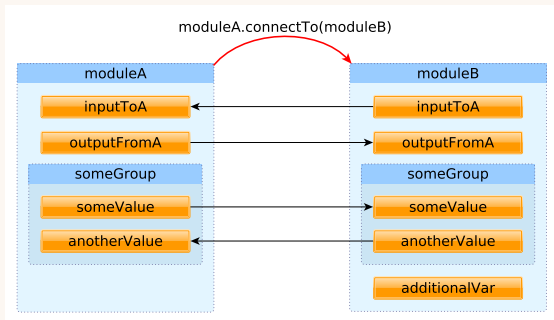 moduleA.connectTo(moduleB)
moduleA
inputToA
outputFromA
someGroup
someValue
anotherValue
moduleB
inputToA
outputFromA
someGroup
someValue
anotherValue
additionalVar